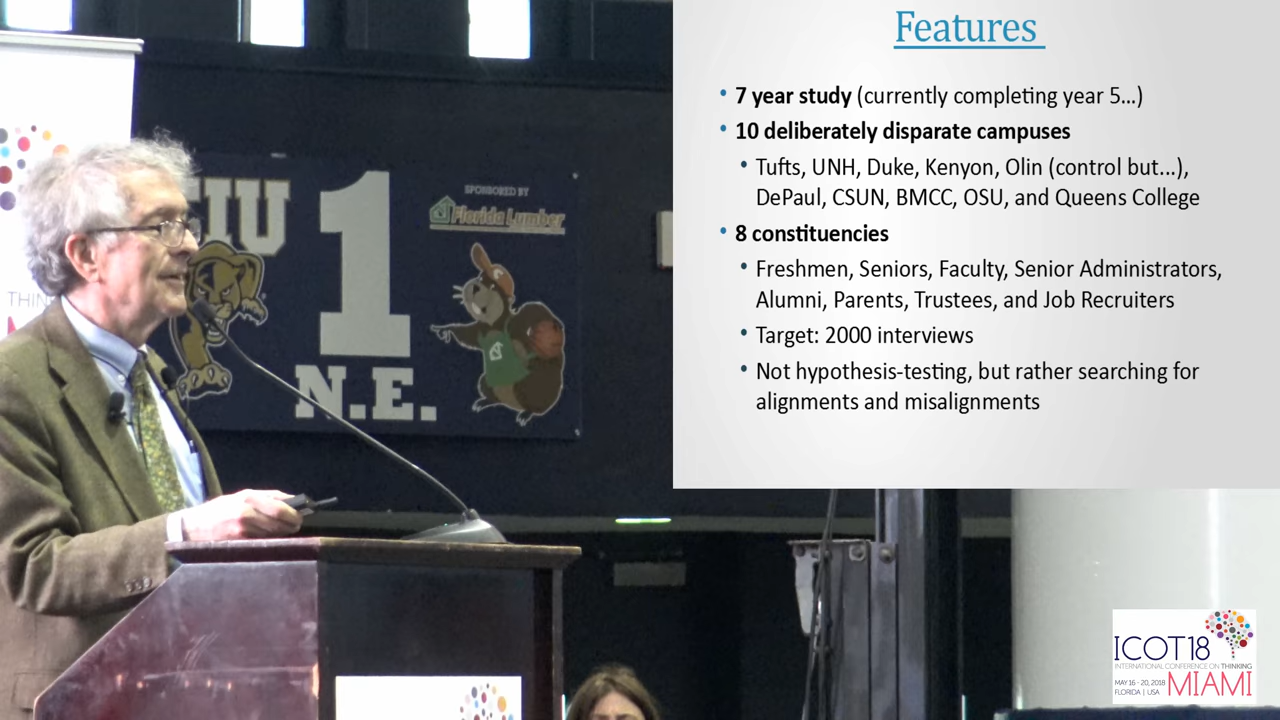 Features
• 7 year study (currently completing year 5...)
• 10 deliberately disparate campuses
• Tufts, UNH, Duke, Kenyon, Olin (control but...),
DePaul, CSUN, BMCC, OSU, and Queens College
• 8 constituencies
• Freshmen, Seniors, Faculty, Senior Administrators,
Alumni, Parents, Trustees, and Job Recruiters
• Target: 2000 interviews
• Not hypothesis-testing, but rather searching for
alignments and misalignments
FIU
1
N.E.
SPONSORED BY
Florida Lumber
THIN
ICOT18
INTERNATIONAL CONFERENCE ON THINKING
MAY 16 - 20, 2018
FLORIDA | USA
MIAMI